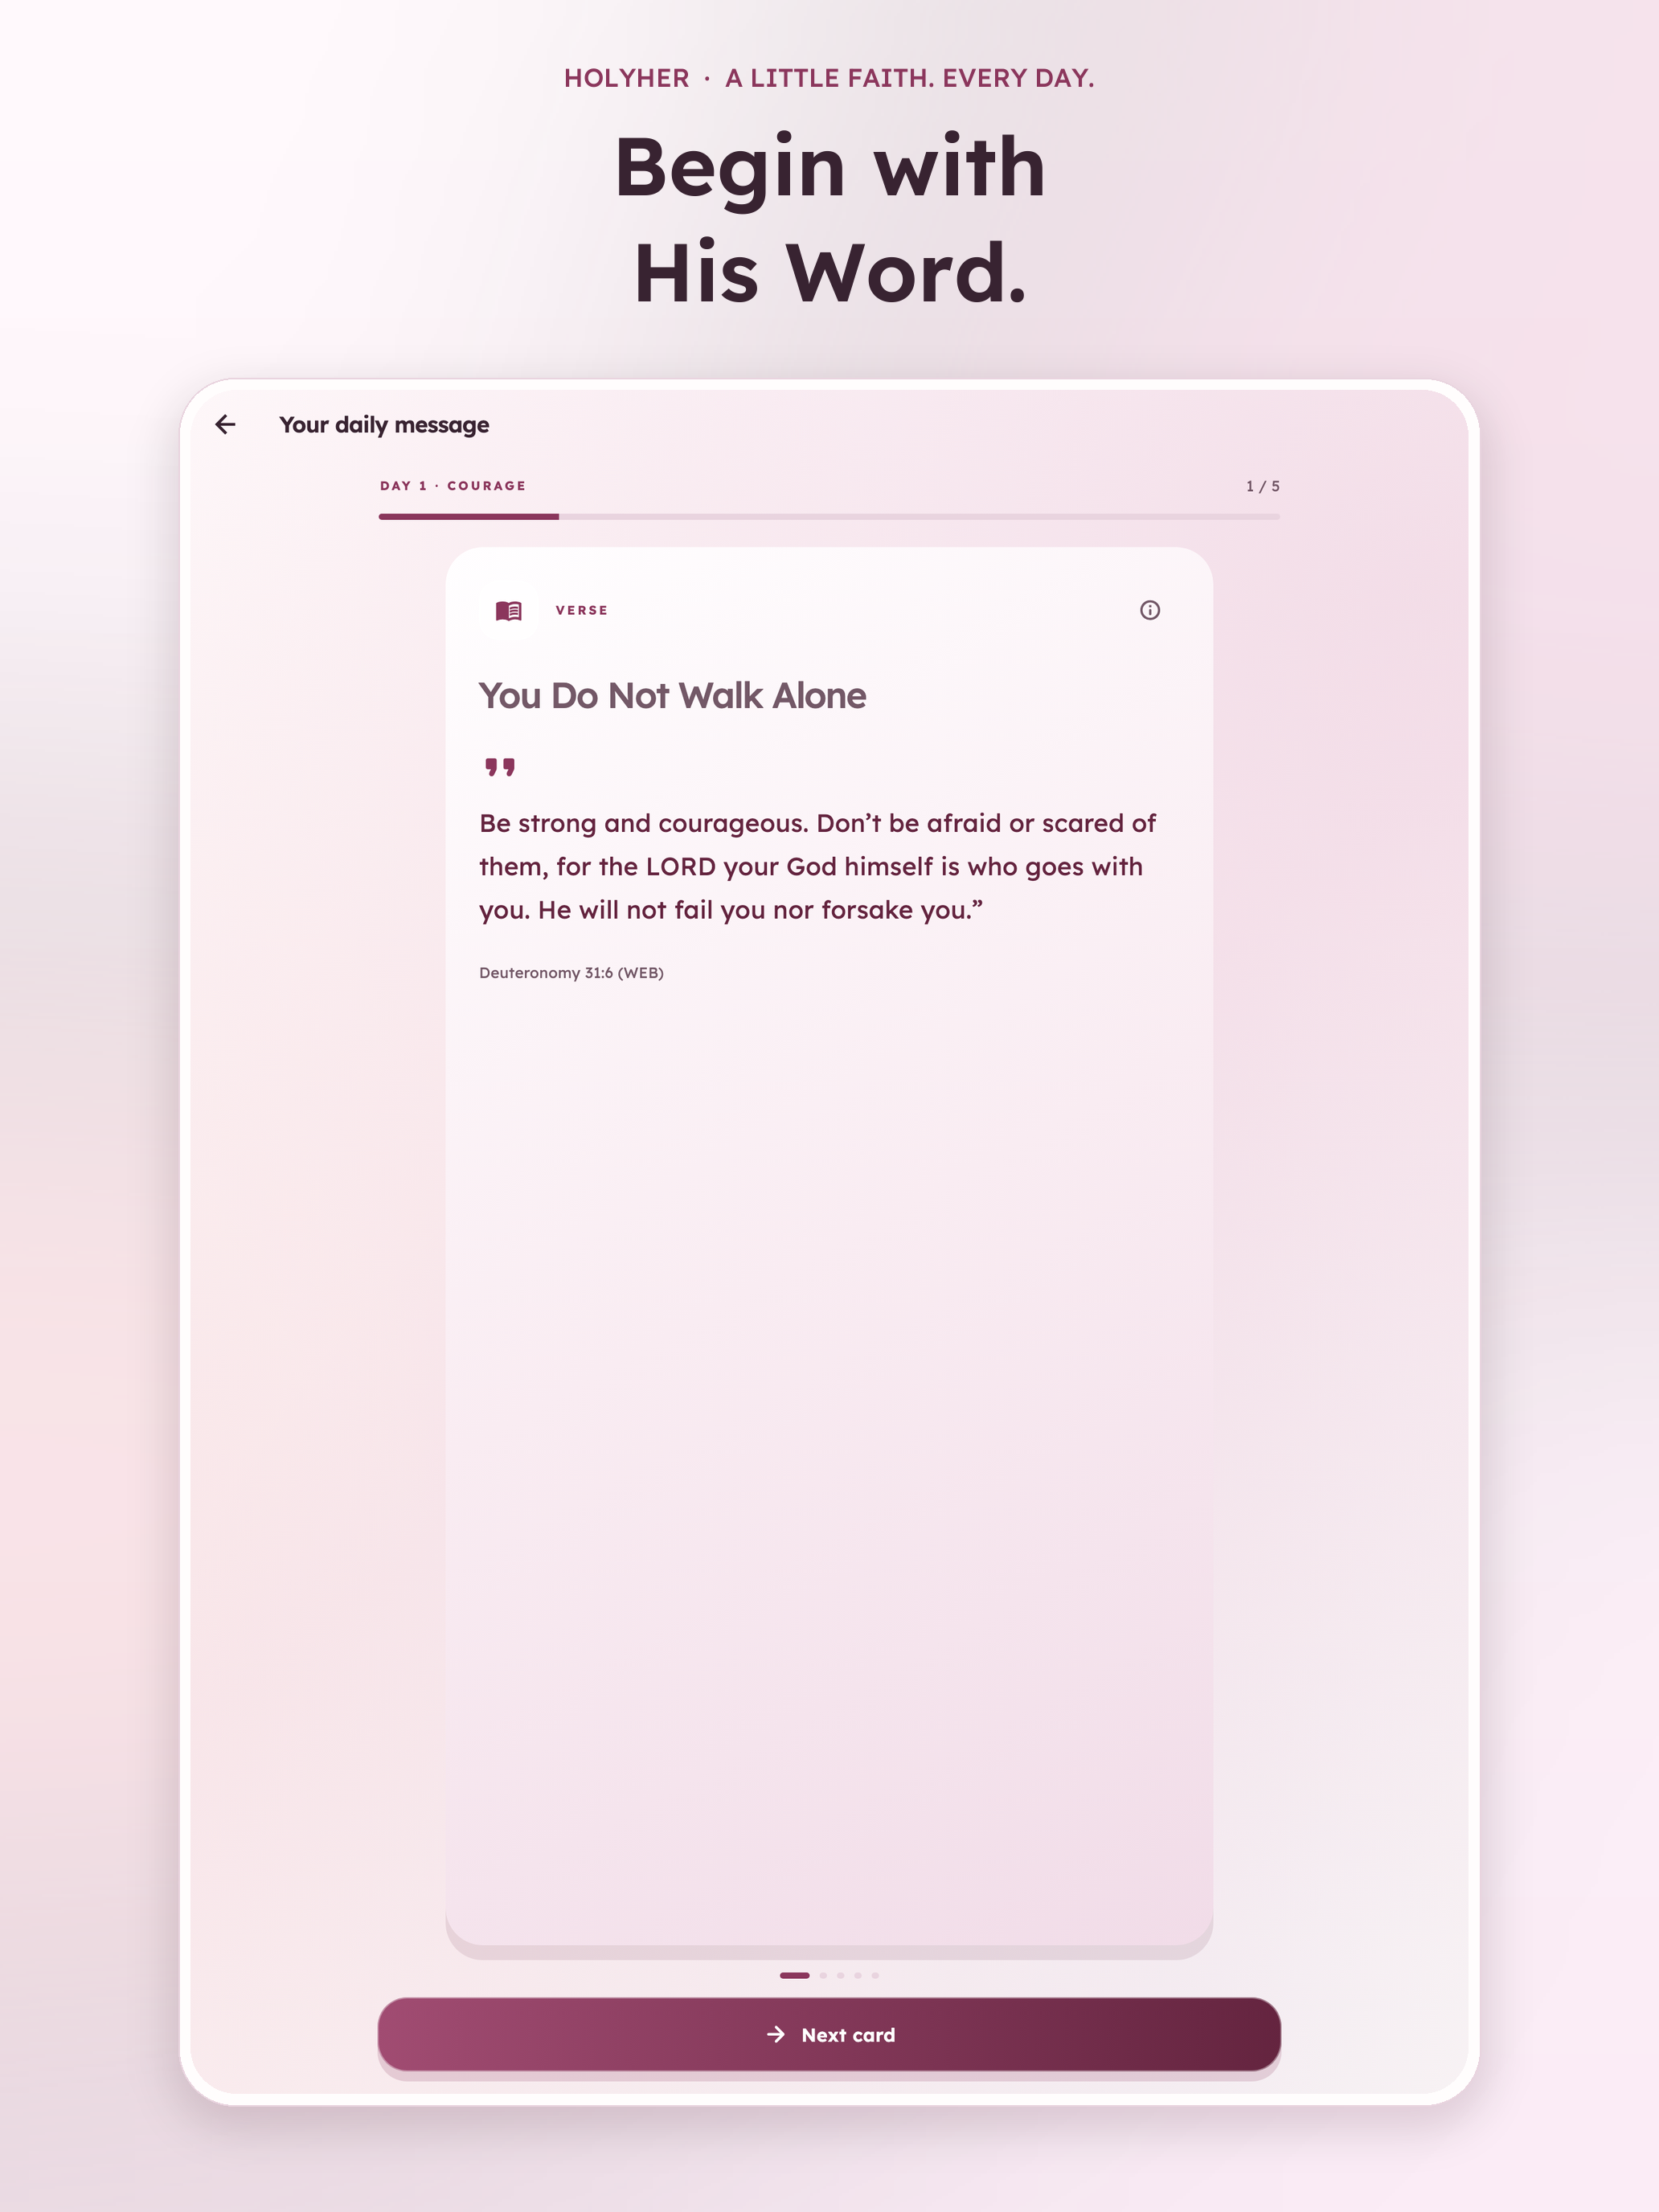 HOLYHER · A LITTLE FAITH. EVERY DAY.
Begin with
His Word.
Your daily message
DAY 1 · COURAGE
1 / 5
VERSE
You Do Not Walk Alone
”
Be strong and courageous. Don’t be afraid or scared of
them, for the LORD your God himself is who goes with
you. He will not fail you nor forsake you.”
Deuteronomy 31:6 (WEB)
Next card